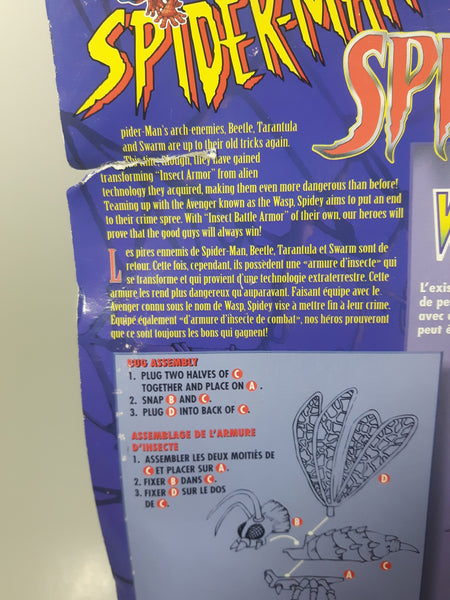 SPIDER-MAN
SP
pider-Man's arch-enemies, Beetle, Tarantula
and Swarm are up to their old tricks again.
This time though, they have gained
transforming "Insect Armor" from alien
technology they acquired, making them even more dangerous than before!
Teaming up with the Avenger known as the Wasp, Spidey aims to put an end
to their crime spree. With "Insect Battle Armor" of their own, our heroes will
prove that the good guys will always win!
Les pires ennemis de Spider-Man, Beetle, Tarantula et Swarm sont de
retour. Cette fois, cependant, ils possèdent une «armure d'insecte» qui
se transforme et qui provient d'une technologie extraterrestre. Cette
armure les rend plus dangereux qu'auparavant. Faisant équipe avec le
Avenger connu sous le nom de Wasp, Spidey vise à mettre fin à leur crime.
Équipé également «d'armure d'insecte de combat», nos héros prouveront
que ce sont toujours les bons qui gagnent!
L'exis
de pe
avec
peut ê
BUG ASSEMBLY
1. PLUG TWO HALVES OF C
TOGETHER AND PLACE ON A.
2. SNAP B AND C.
3. PLUG D INTO BACK OF C.
ASSEMBLAGE DE L'ARMURE
D'INSECTE
1. ASSEMBLER LES DEUX MOITIÉS DE
C ET PLACER SUR A.
2. FIXER B DANS C.
3. FIXER D SUR LE DOS
DE C.
D
B
A
C